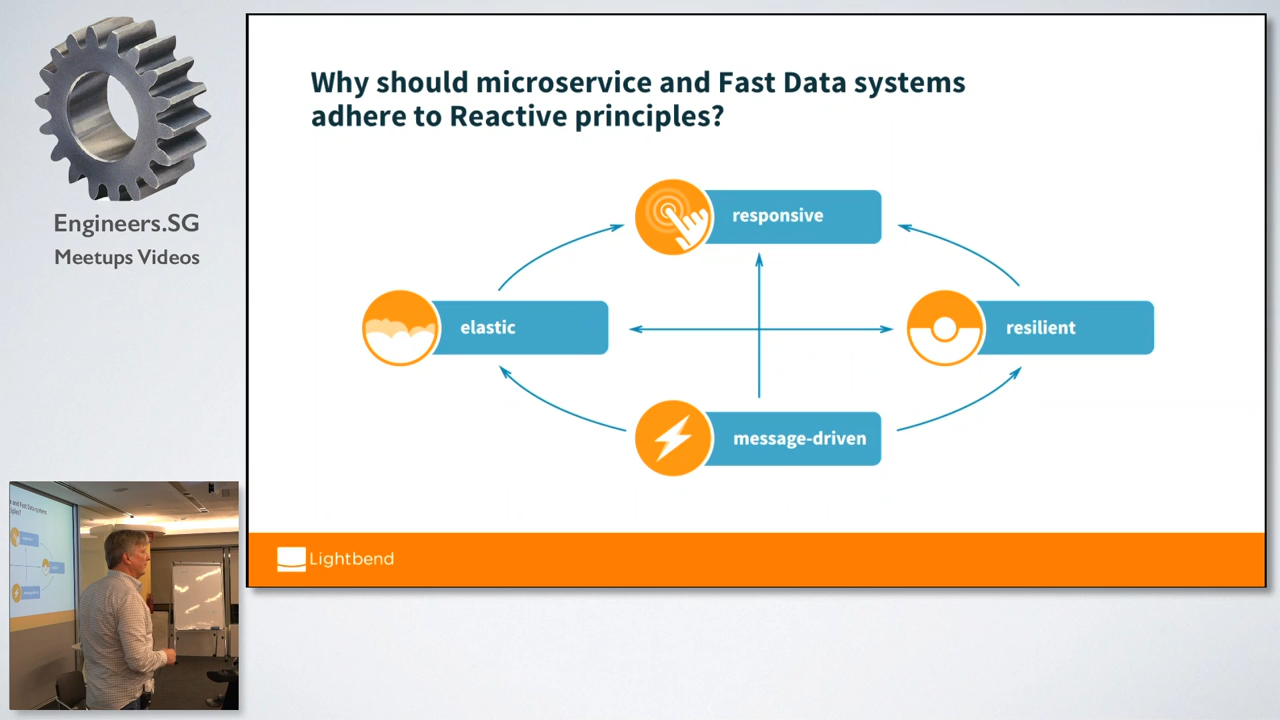 Engineers.SG
Meetups Videos
Why should microservice and Fast Data systems
adhere to Reactive principles?
responsive
elastic
resilient
message-driven
Lightbend